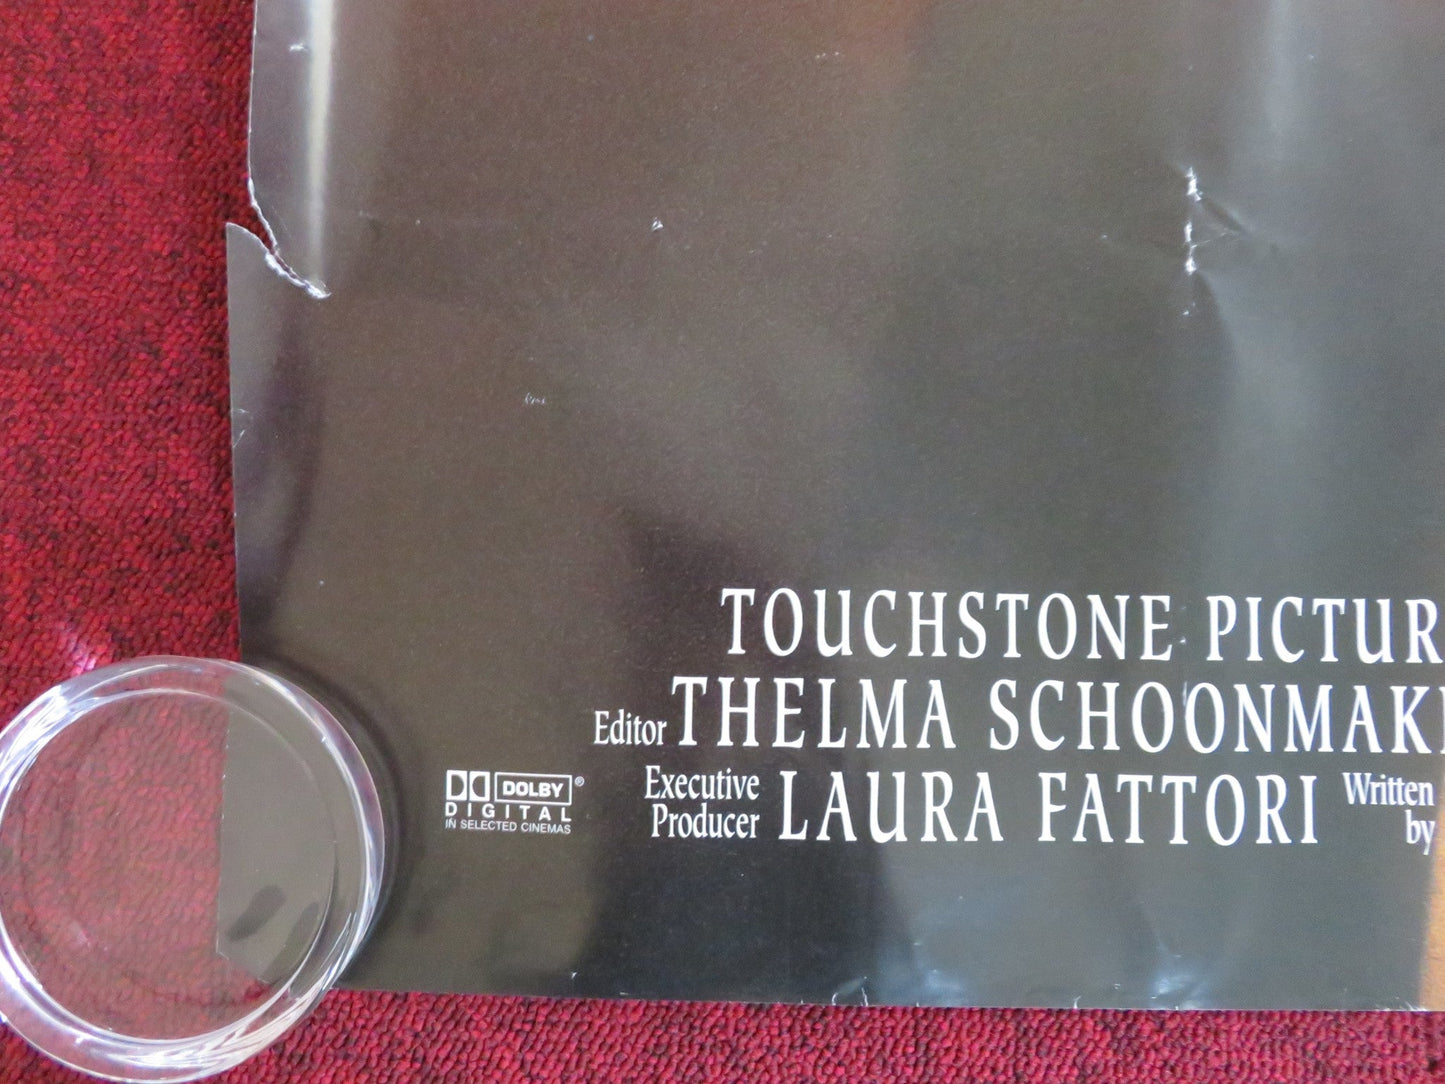 TOUCHSTONE PICTUR
Editor THELMA SCHOONMAK
Executive Producer LAURA FATTORI Written by
DOLBY®
DIGITAL
IN SELECTED CINEMAS